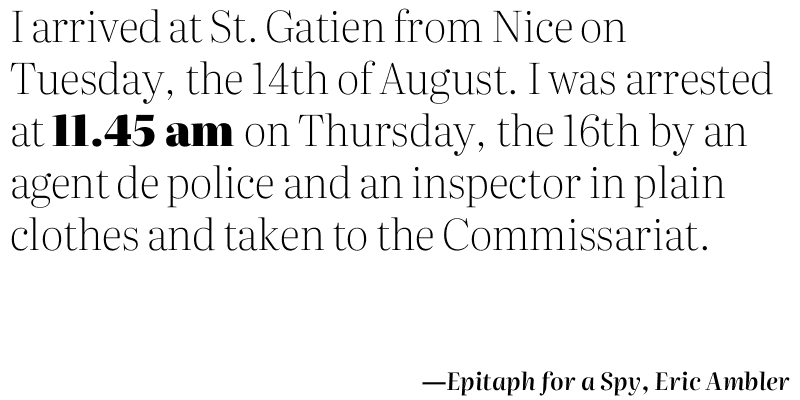 I arrived at St. Gatien from Nice on
Tuesday, the 14th of August. I was arrested
at 11.45 am on Thursday, the 16th by an
agent de police and an inspector in plain
clothes and taken to the Commissariat.
—Epitaph for a Spy, Eric Ambler